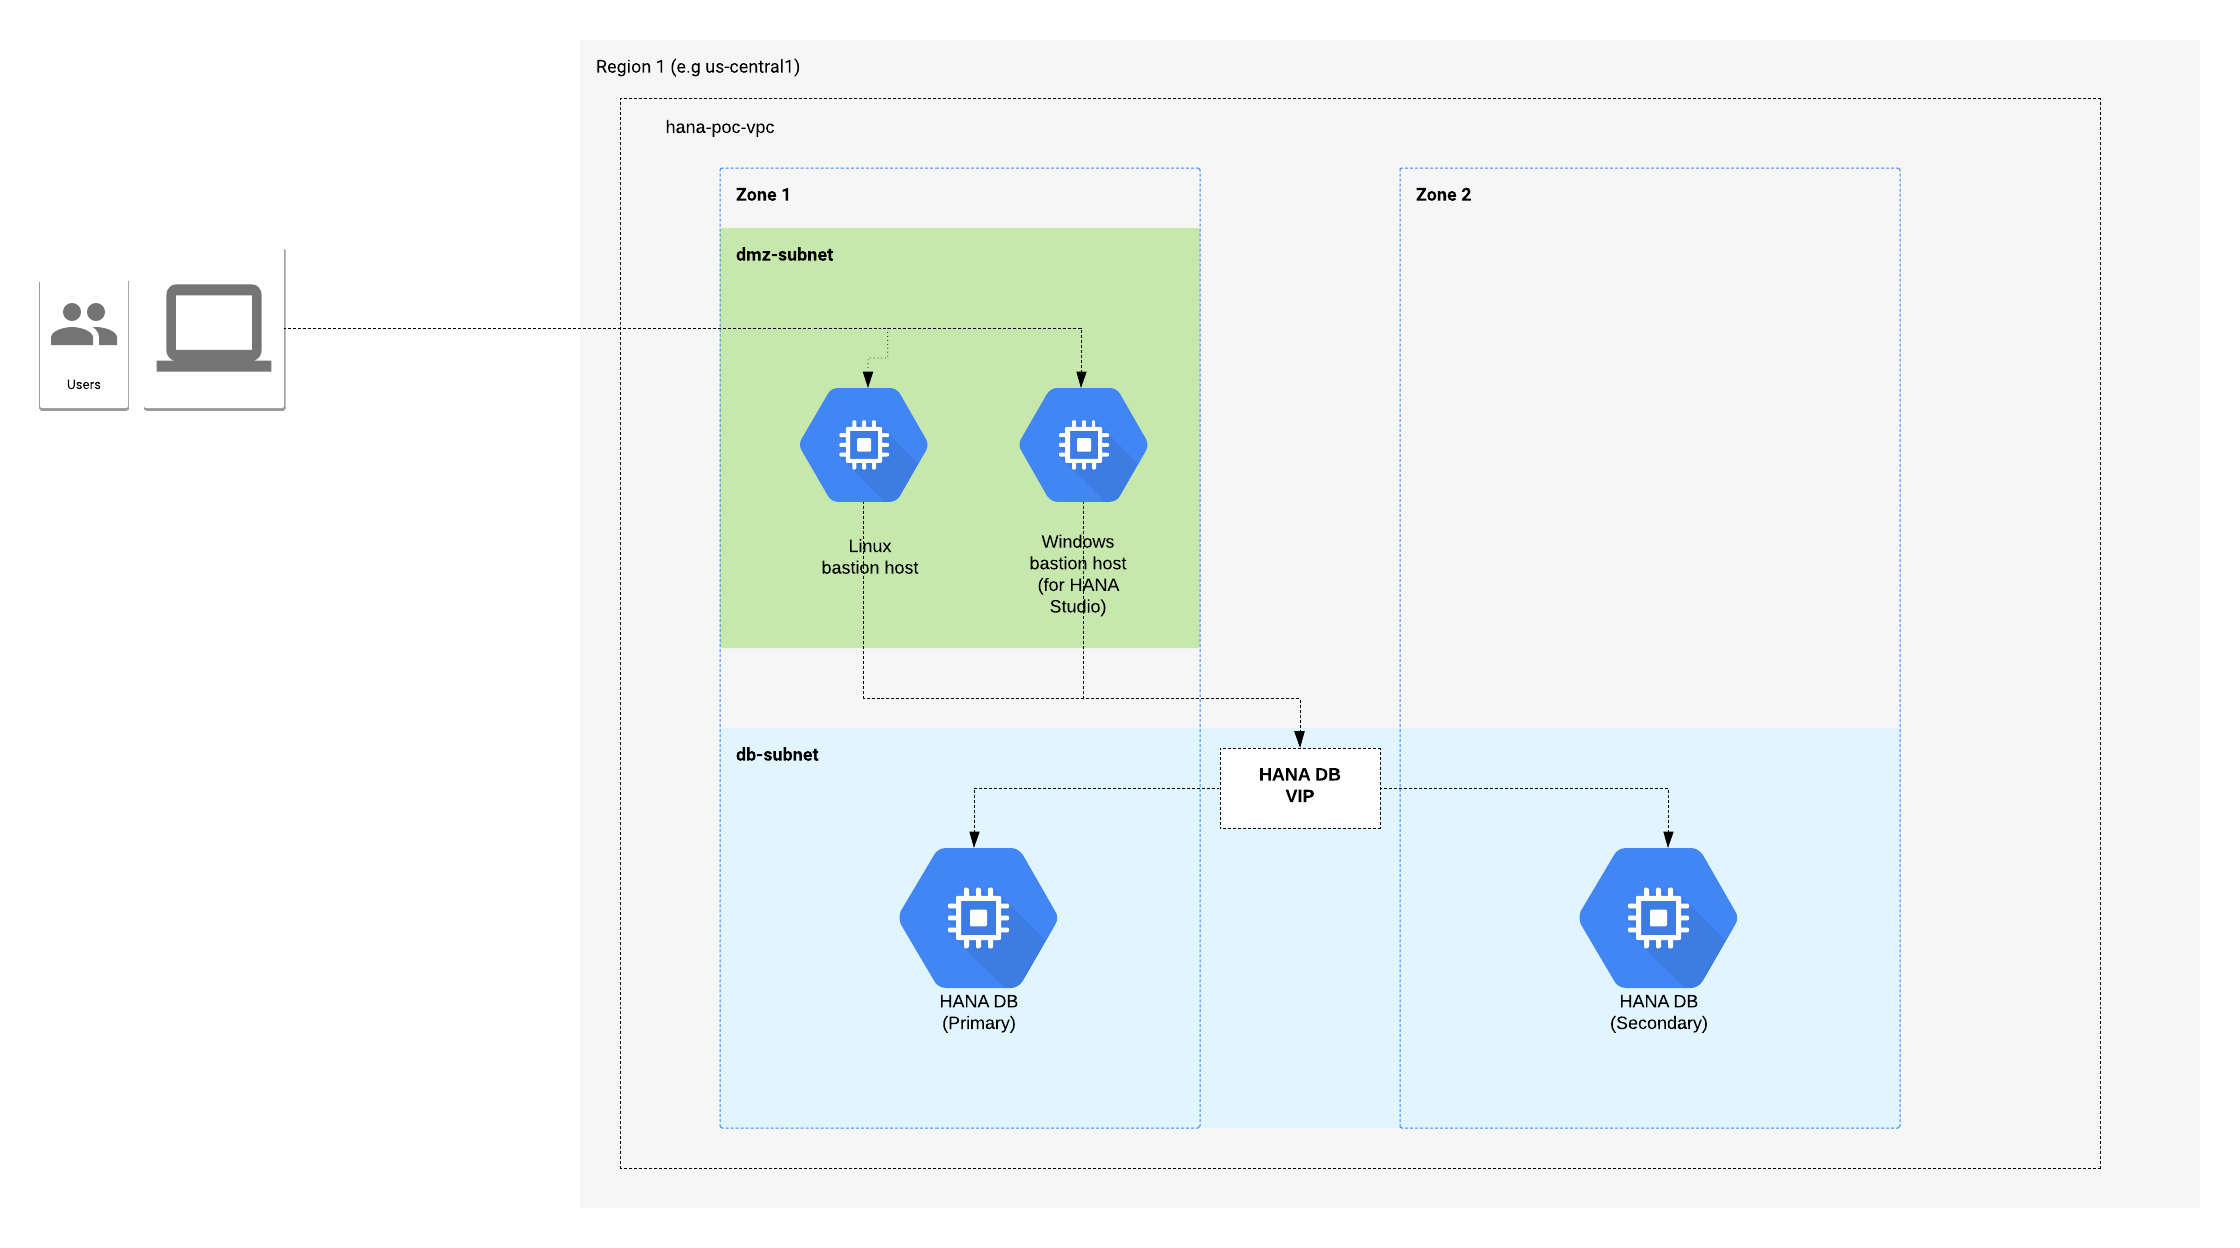 Region 1 (e.g us-central1)
hana-poc-vpc
Zone 1
Zone 2
dmz-subnet
Users
Linux
bastion host
Windows
bastion host
(for HANA
Studio)
db-subnet
HANA DB
VIP
HANA DB
(Primary)
HANA DB
(Secondary)